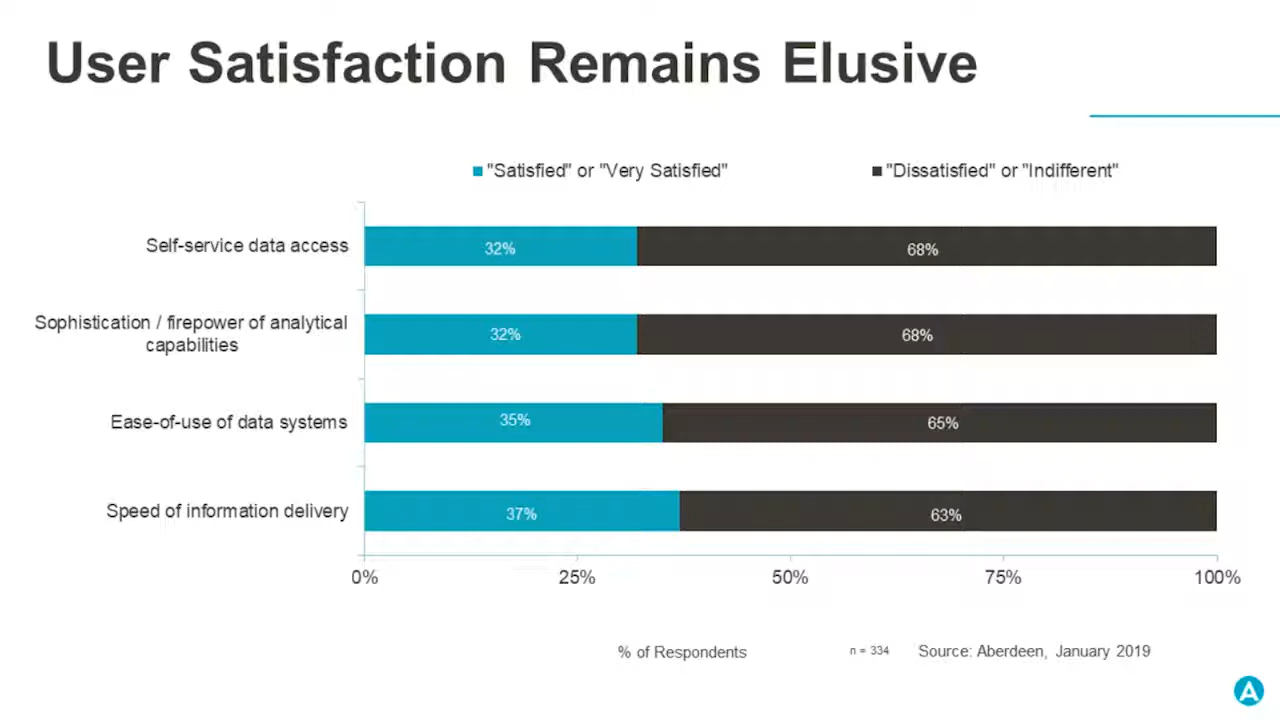 User Satisfaction Remains Elusive
"Satisfied" or "Very Satisfied"
"Dissatisfied" or "Indifferent"
Self-service data access
32%
68%
Sophistication / firepower of analytical
capabilities
32%
68%
Ease-of-use of data systems
35%
65%
Speed of information delivery
37%
63%
0%
25%
50%
75%
100%
% of Respondents
n = 334
Source: Aberdeen, January 2019
A